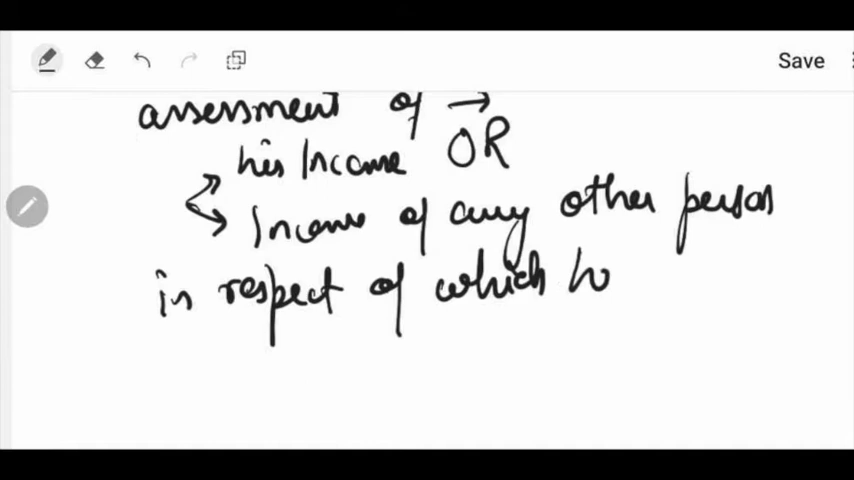 Save
assessment of →
his Income OR
Income of any other person
in respect of which